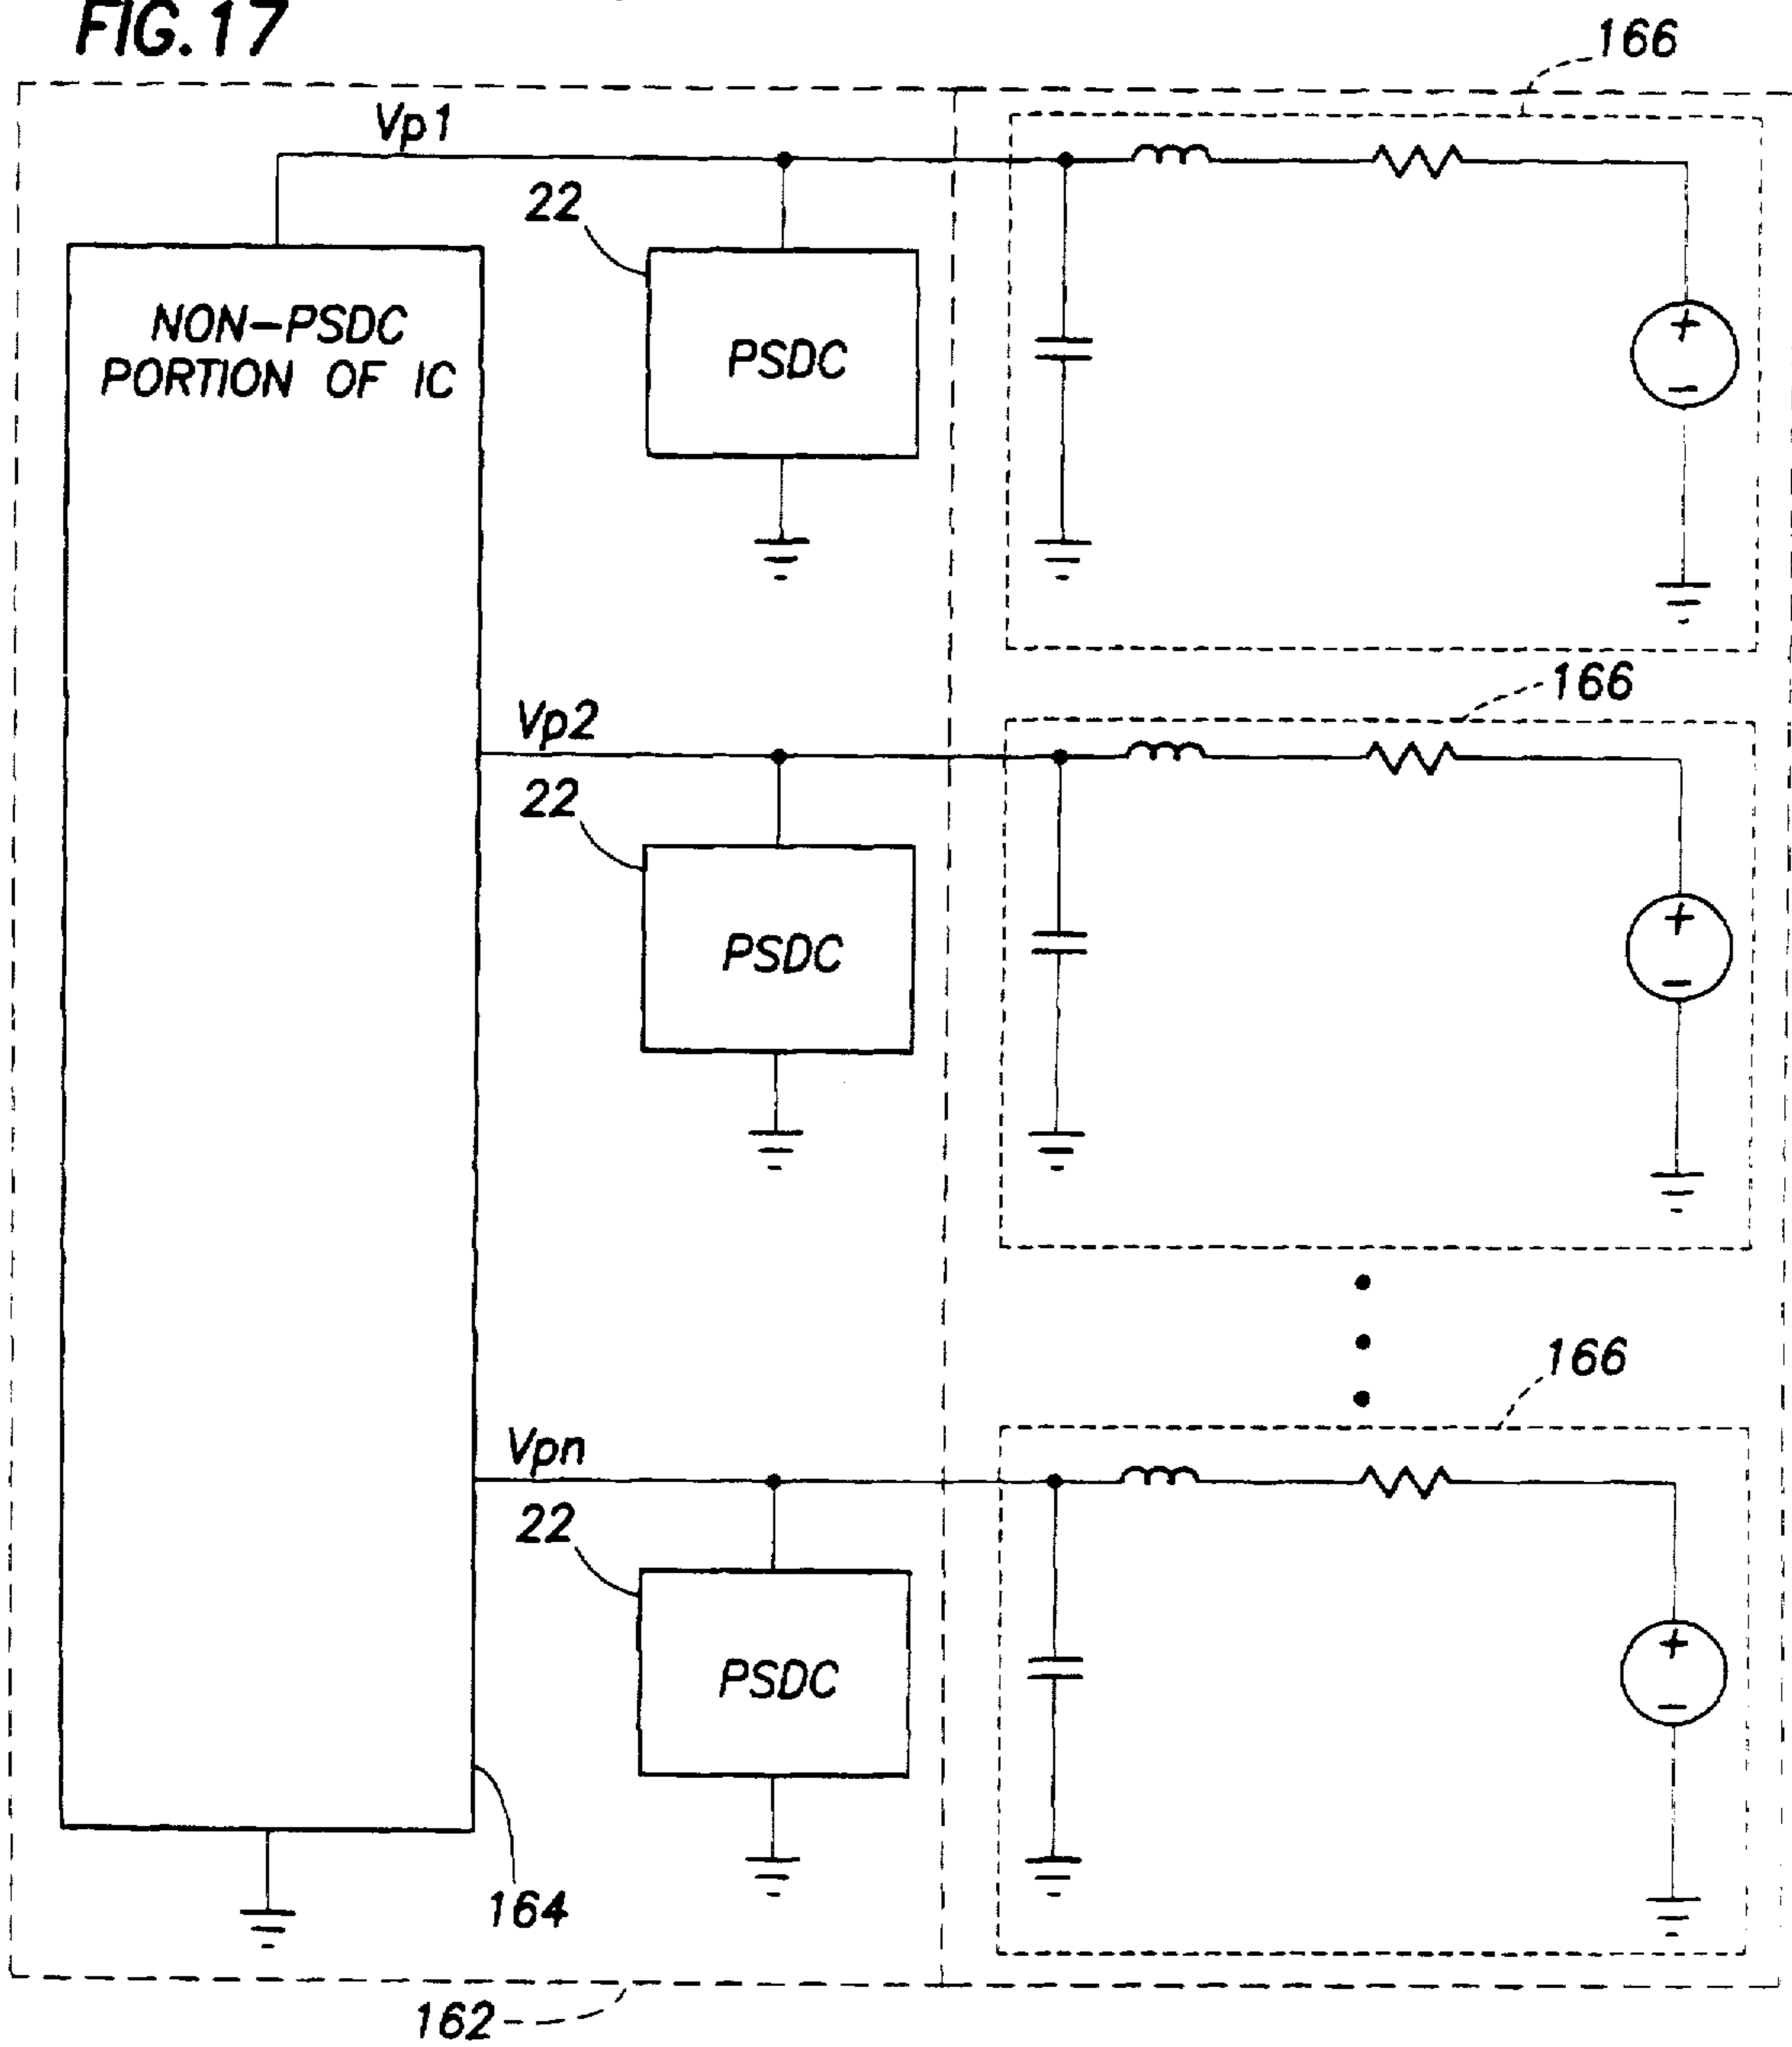 FIG. 17
166
Vp1
22
NON-PSDC
PORTION OF IC
PSDC
+
−
166
Vp2
22
PSDC
+
−
166
Vpn
22
PSDC
+
−
164
162